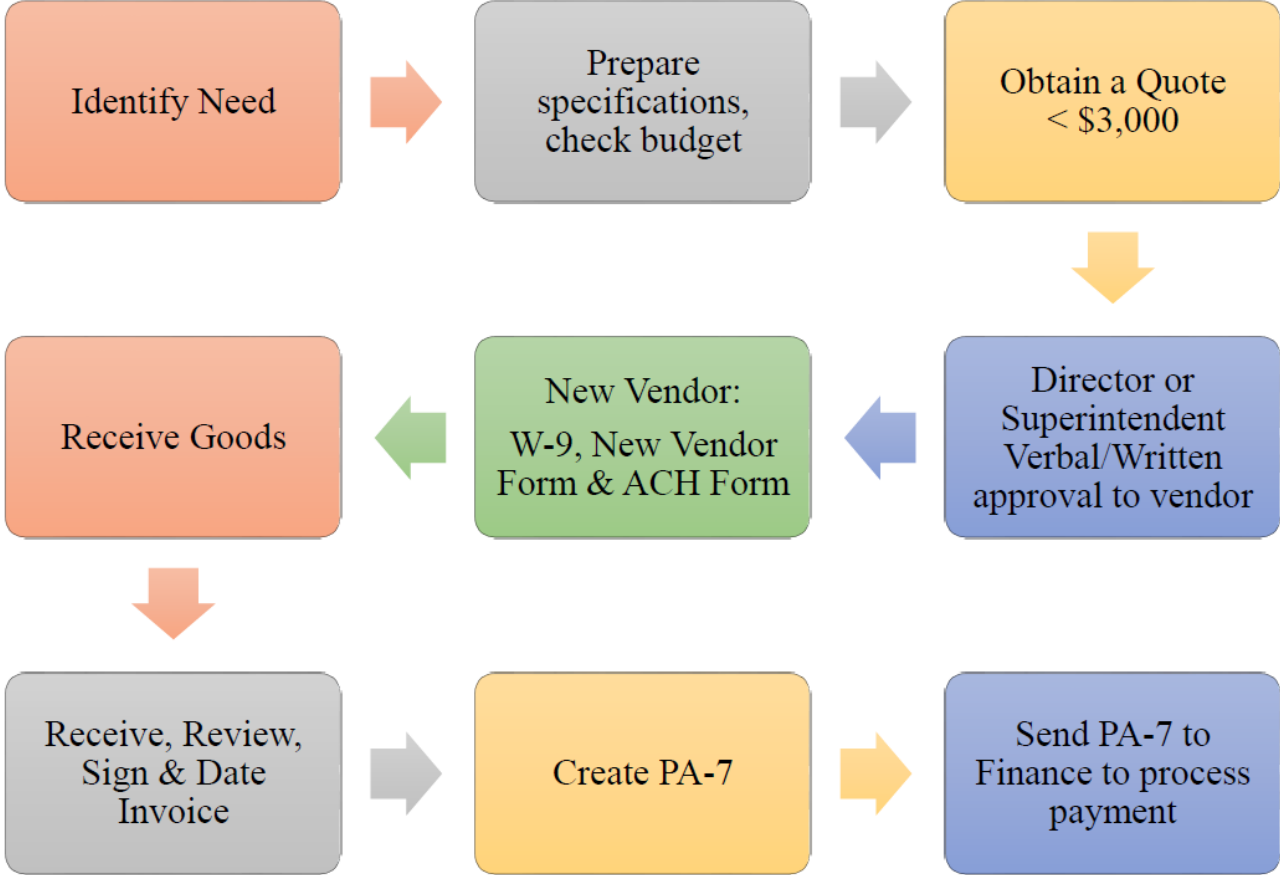 Identify Need
Prepare
specifications,
check budget
Obtain a Quote
< $3,000
Director or
Superintendent
Verbal/Written
approval to vendor
New Vendor:
W-9, New Vendor
Form & ACH Form
Receive Goods
Receive, Review,
Sign & Date
Invoice
Create PA-7
Send PA-7 to
Finance to process
payment